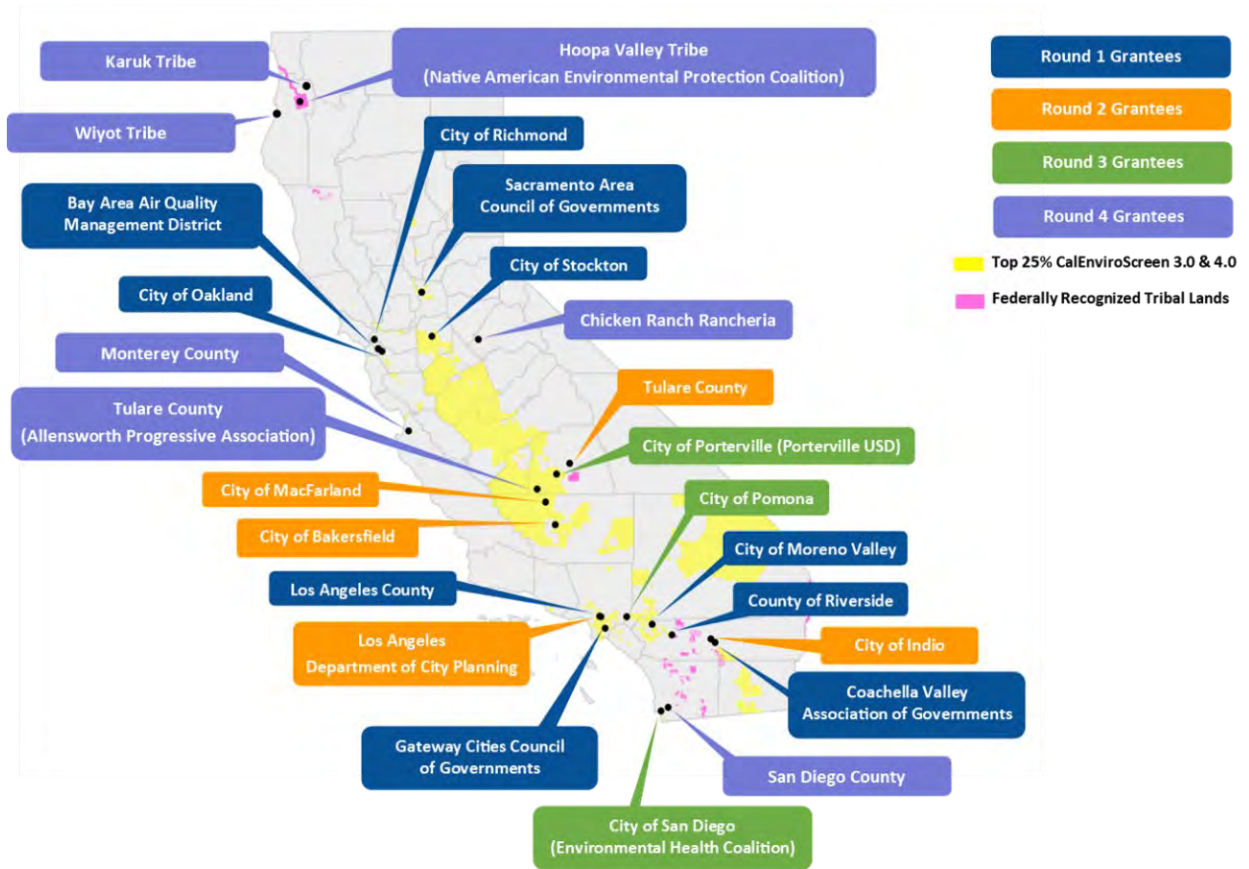 Karuk Tribe
Hoopa Valley Tribe
(Native American Environmental Protection Coalition)
Wiyot Tribe
City of Richmond
Bay Area Air Quality
Management District
Sacramento Area
Council of Governments
City of Stockton
City of Oakland
Chicken Ranch Rancheria
Monterey County
Tulare County
(Allensworth Progressive Association)
Tulare County
City of Porterville (Porterville USD)
City of MacFarland
City of Pomona
City of Bakersfield
City of Moreno Valley
Los Angeles County
County of Riverside
Los Angeles
Department of City Planning
City of Indio
Coachella Valley
Association of Governments
Gateway Cities Council
of Governments
San Diego County
City of San Diego
(Environmental Health Coalition)
Round 1 Grantees
Round 2 Grantees
Round 3 Grantees
Round 4 Grantees
Top 25% CalEnviroScreen 3.0 & 4.0
Federally Recognized Tribal Lands